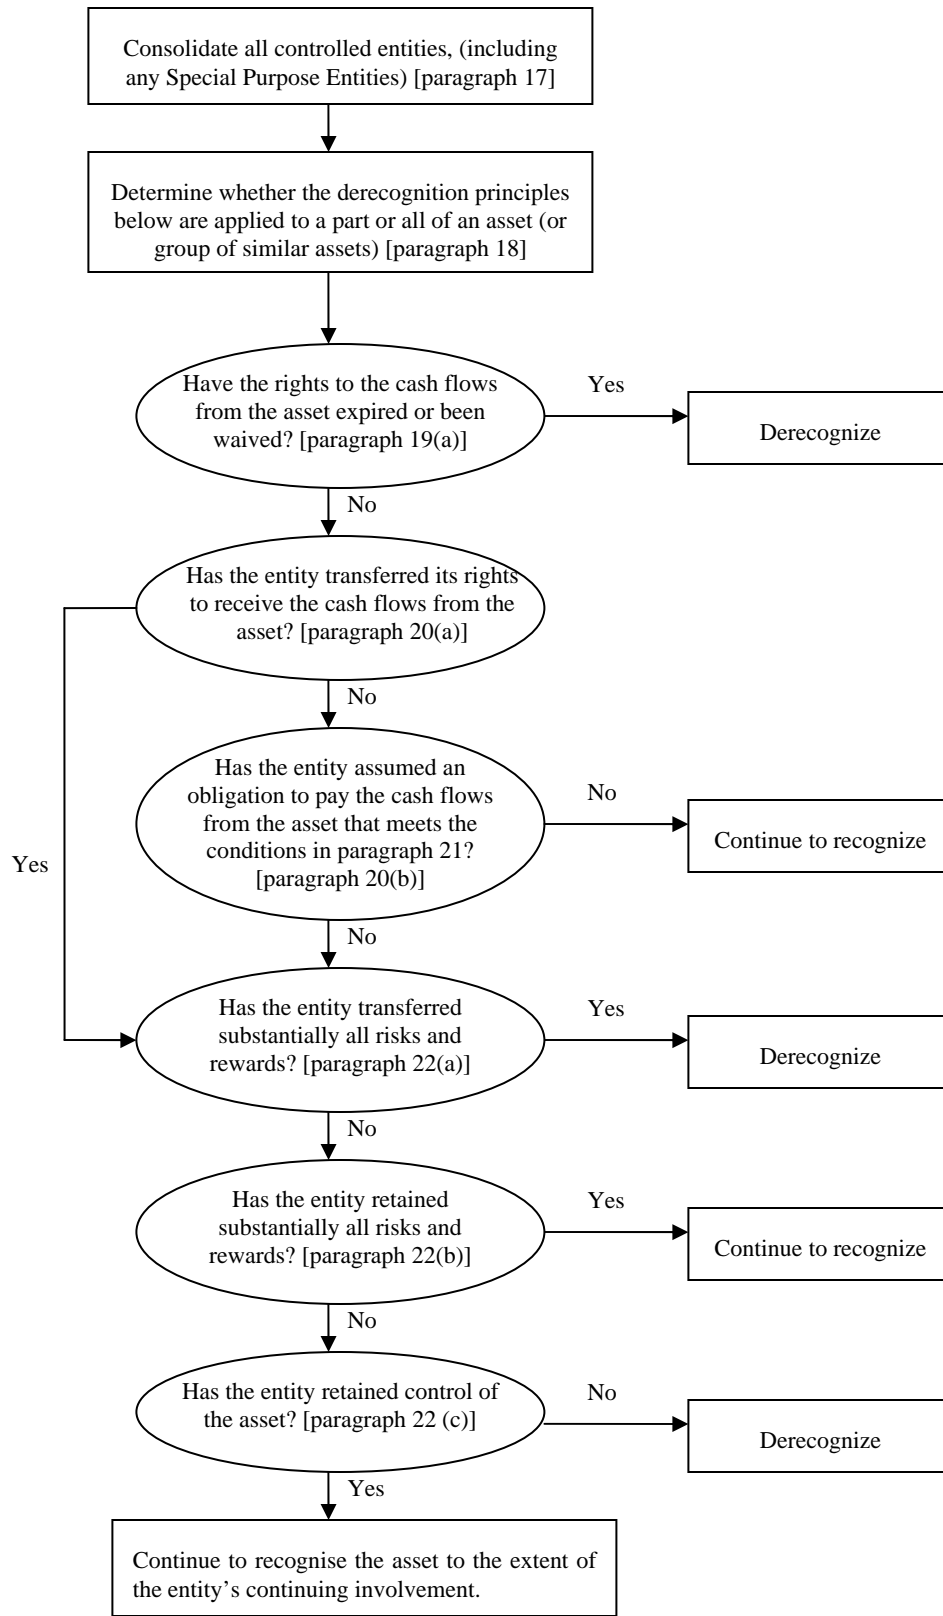 Consolidate all controlled entities, (including
any Special Purpose Entities) [paragraph 17]
Determine whether the derecognition principles
below are applied to a part or all of an asset (or
group of similar assets) [paragraph 18]
Have the rights to the cash flows
from the asset expired or been
waived? [paragraph 19(a)]
Yes
Derecognize
No
Has the entity transferred its rights
to receive the cash flows from the
asset? [paragraph 20(a)]
No
Has the entity assumed an
obligation to pay the cash flows
from the asset that meets the
conditions in paragraph 21?
[paragraph 20(b)]
No
Continue to recognize
Yes
No
Has the entity transferred
substantially all risks and
rewards? [paragraph 22(a)]
Yes
Derecognize
No
Has the entity retained
substantially all risks and
rewards? [paragraph 22(b)]
Yes
Continue to recognize
No
Has the entity retained control of
the asset? [paragraph 22 (c)]
No
Derecognize
Yes
Continue to recognise the asset to the extent of
the entity’s continuing involvement.